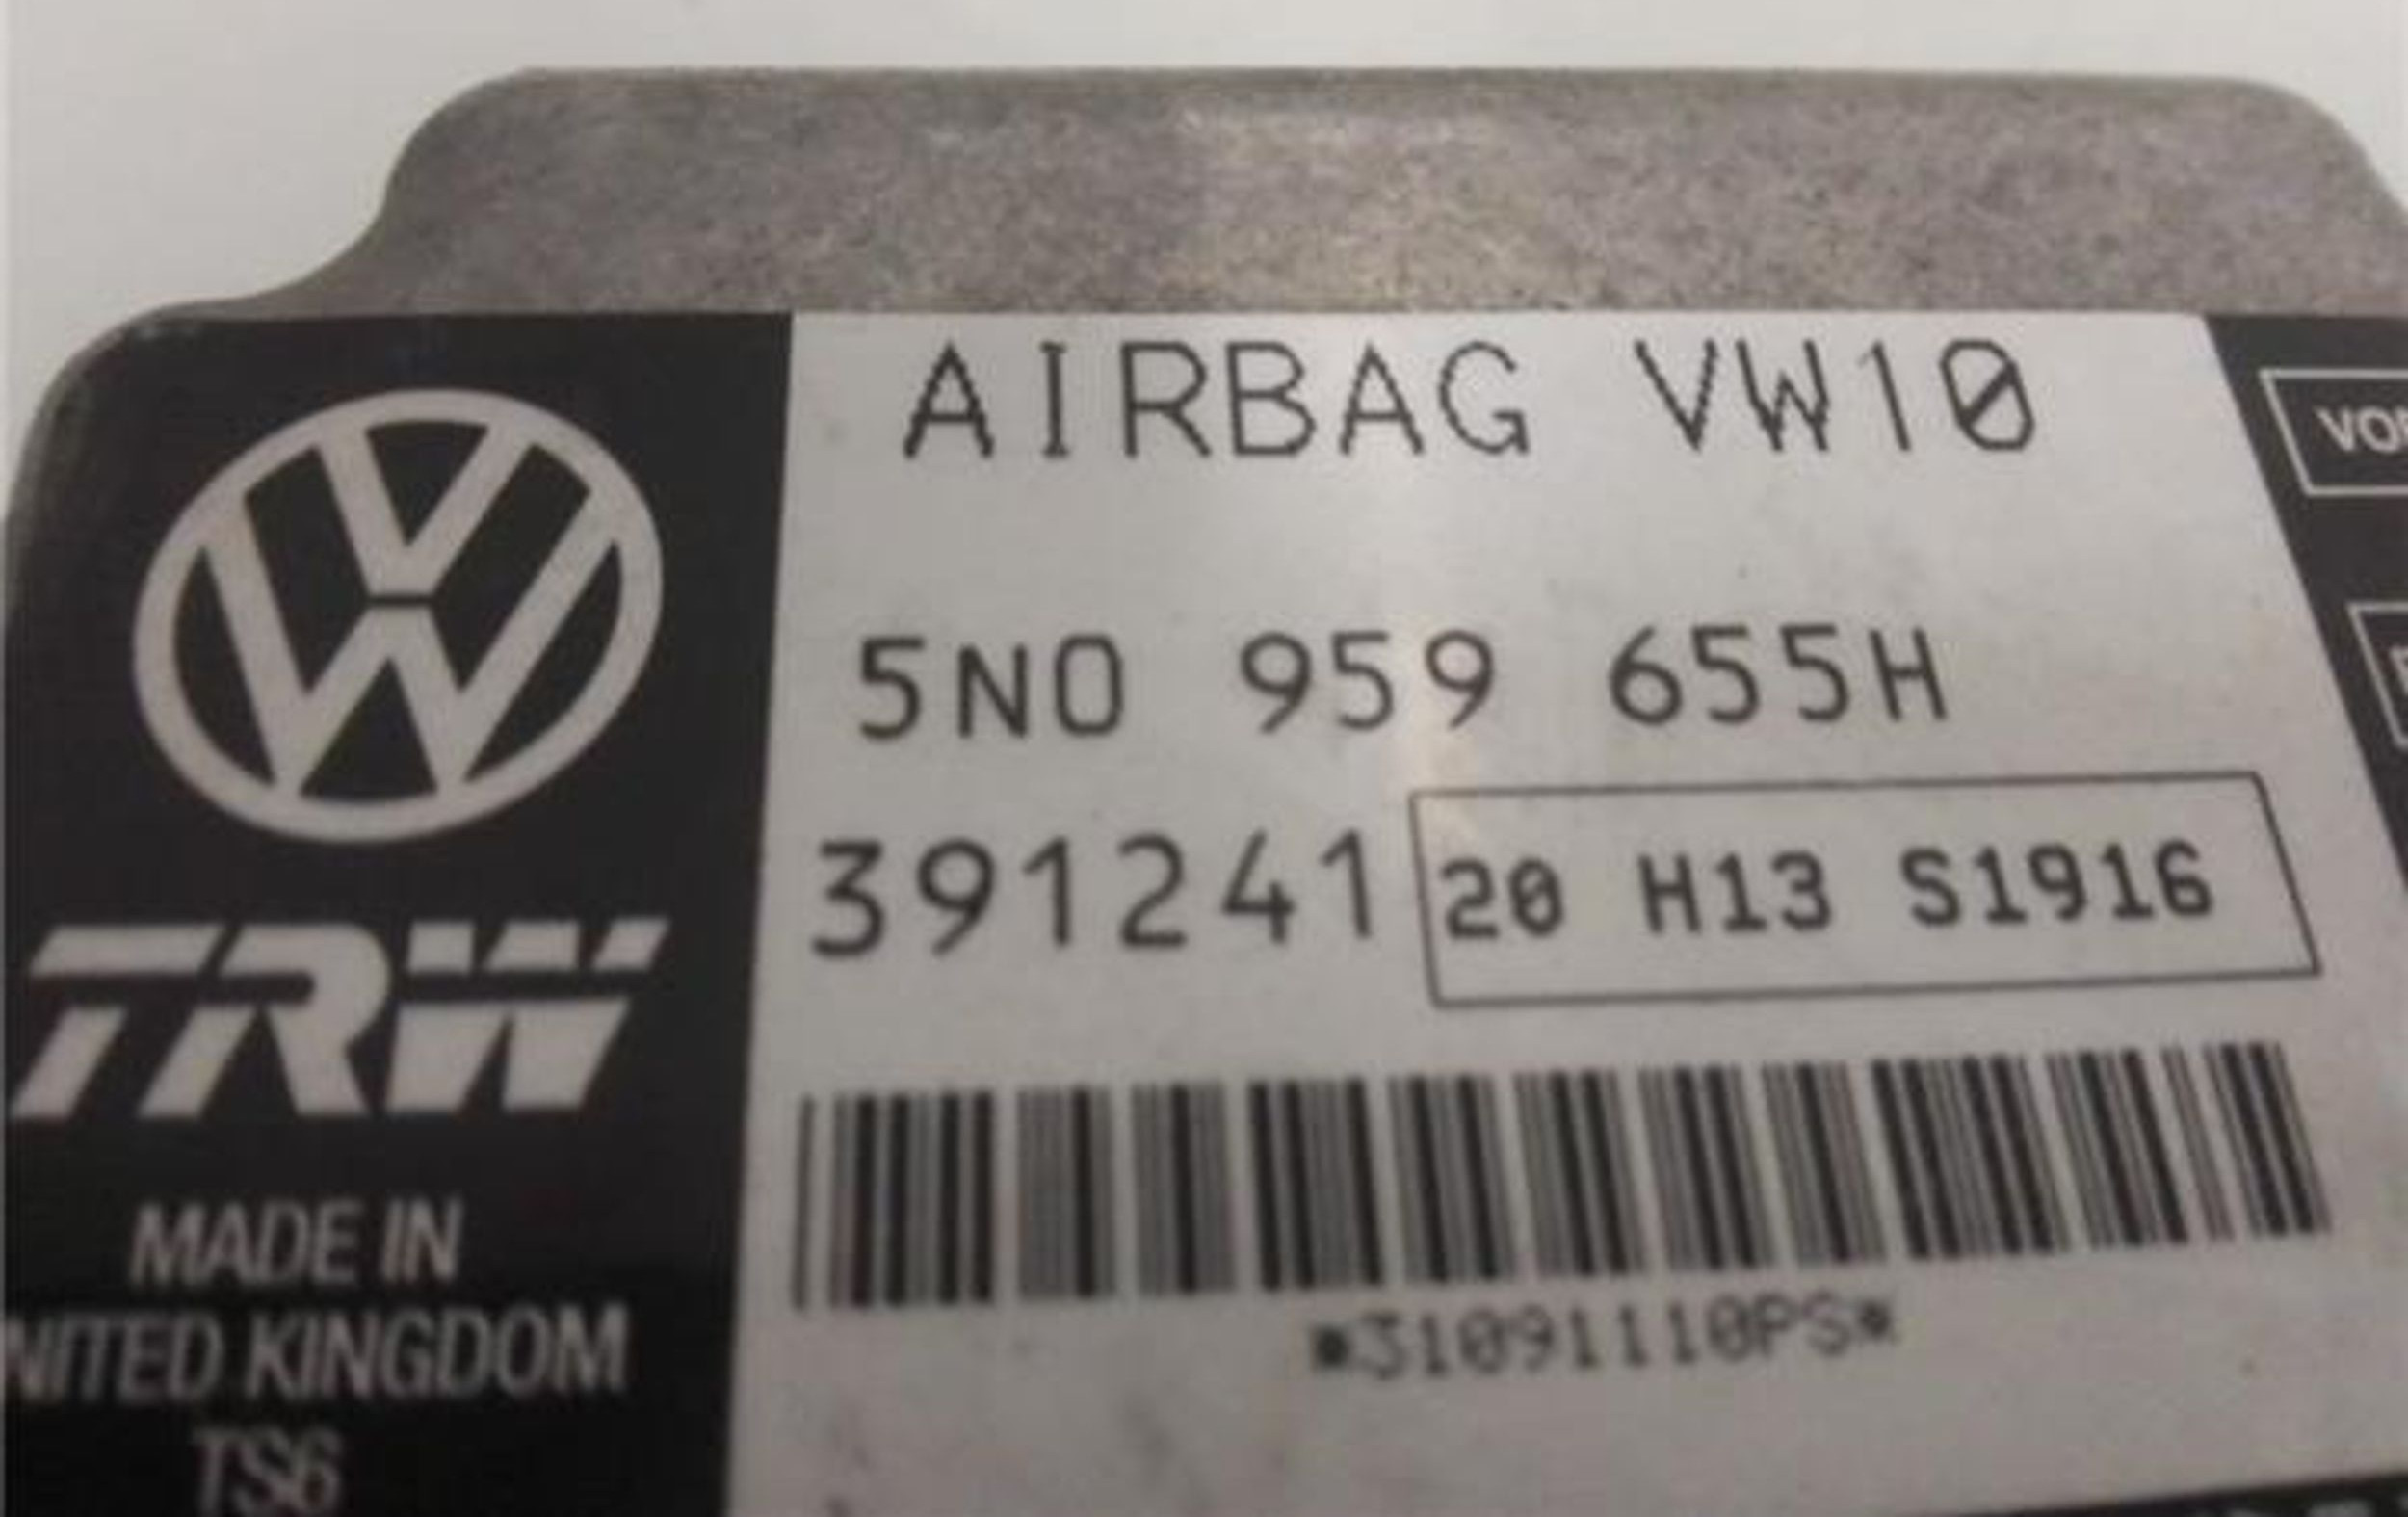 AIRBAG VW10
5N0 959 655H
391241
20 H13 S1916
*31091110PS*
TRW
MADE IN
NITED KINGDOM
TS6